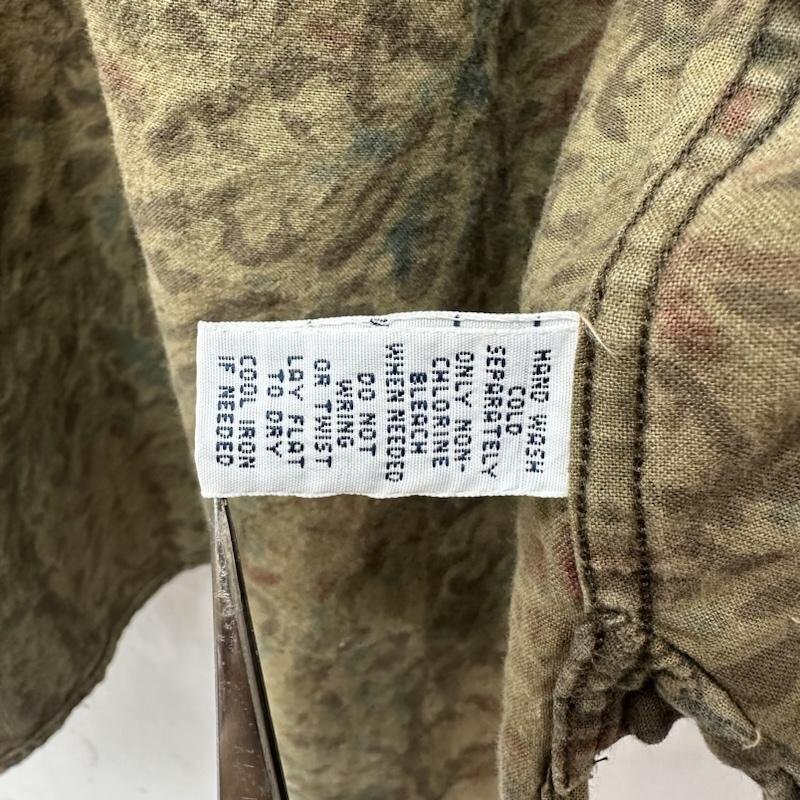 HAND WASH
COLD
SEPARATELY
ONLY NON-
CHLORINE
BLEACH
WHEN NEEDED
DO NOT
WRING
OR TWIST
LAY FLAT
TO DRY
COOL IRON
IF NEEDED